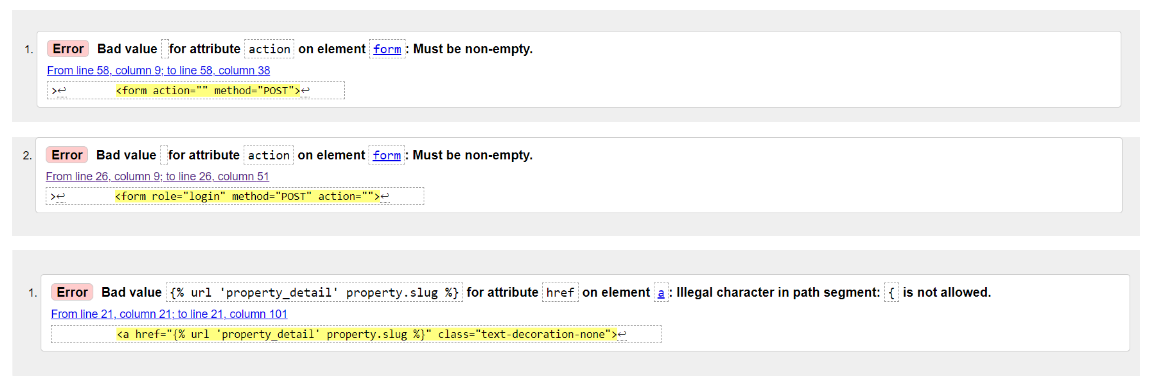 1. Error Bad value for attribute action on element form: Must be non-empty.
From line 58, column 9; to line 58, column 38
>↩ <form action="" method="POST">↩
2. Error Bad value for attribute action on element form: Must be non-empty.
From line 26, column 9; to line 26, column 51
>↩ <form role="login" method="POST" action="">↩
1. Error Bad value {% url 'property_detail' property.slug %} for attribute href on element a: Illegal character in path segment: { is not allowed.
From line 21, column 21; to line 21, column 101
<a href="{% url 'property_detail' property.slug %}" class="text-decoration-none">↩